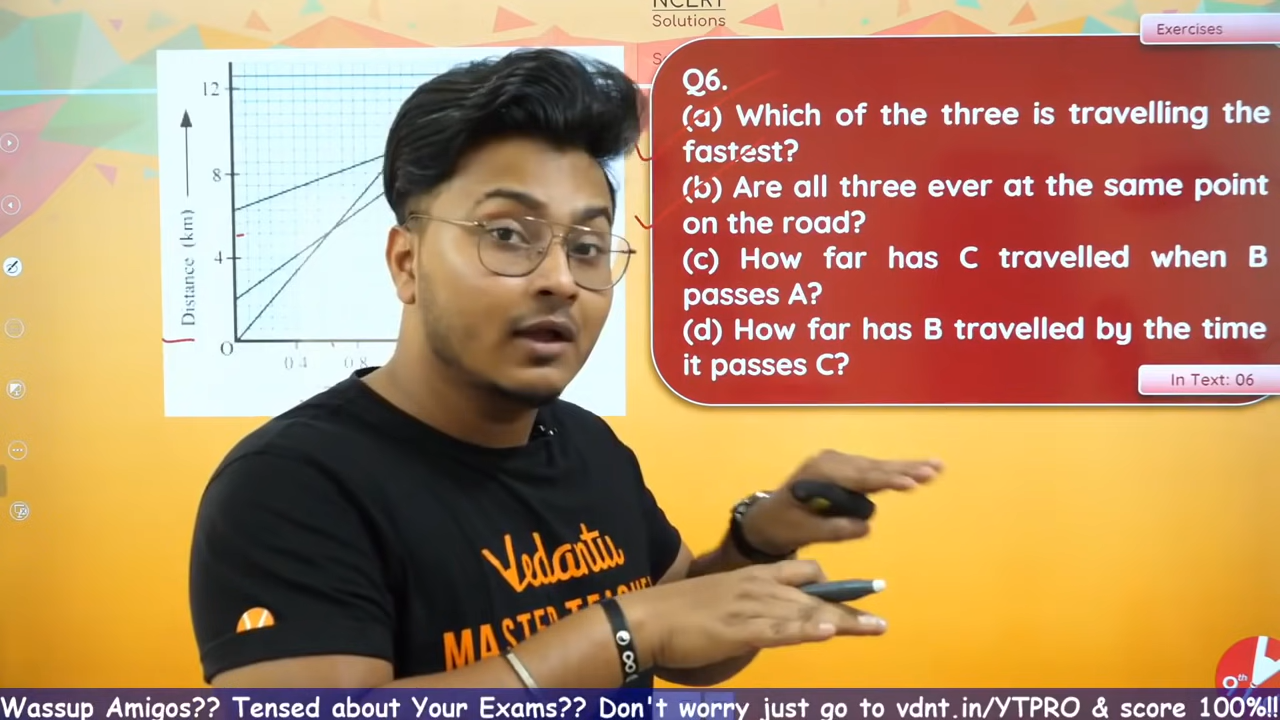 NCERT
Solutions
Exercises
12
8
4
Distance (km)
O
0.4
0.8
Q6.
(a) Which of the three is travelling the
fastest?
(b) Are all three ever at the same point
on the road?
(c) How far has C travelled when B
passes A?
(d) How far has B travelled by the time
it passes C?
In Text: 06
Vedantu
MASTER TEACHER
9th
Wassup Amigos?? Tensed about Your Exams?? Don't worry just go to vdnt.in/YTPRO & score 100%!!